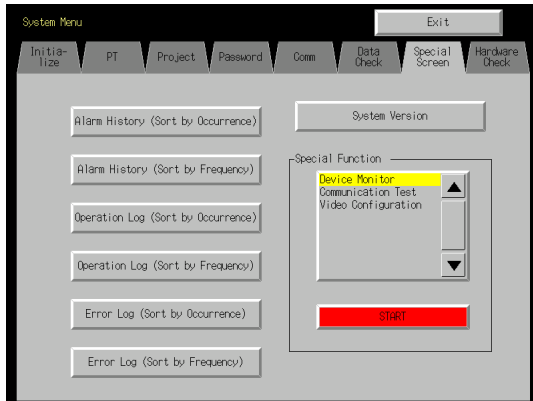 System Menu
Exit
Initia-
lize
PT
Project
Password
Comm
Data
Check
Special
Screen
Hardware
Check
Alarm History (Sort by Occurrence)
Alarm History (Sort by Frequency)
Operation Log (Sort by Occurrence)
Operation Log (Sort by Frequency)
Error Log (Sort by Occurrence)
Error Log (Sort by Frequency)
System Version
Special Function
Device Monitor
Communication Test
Video Configuration
START